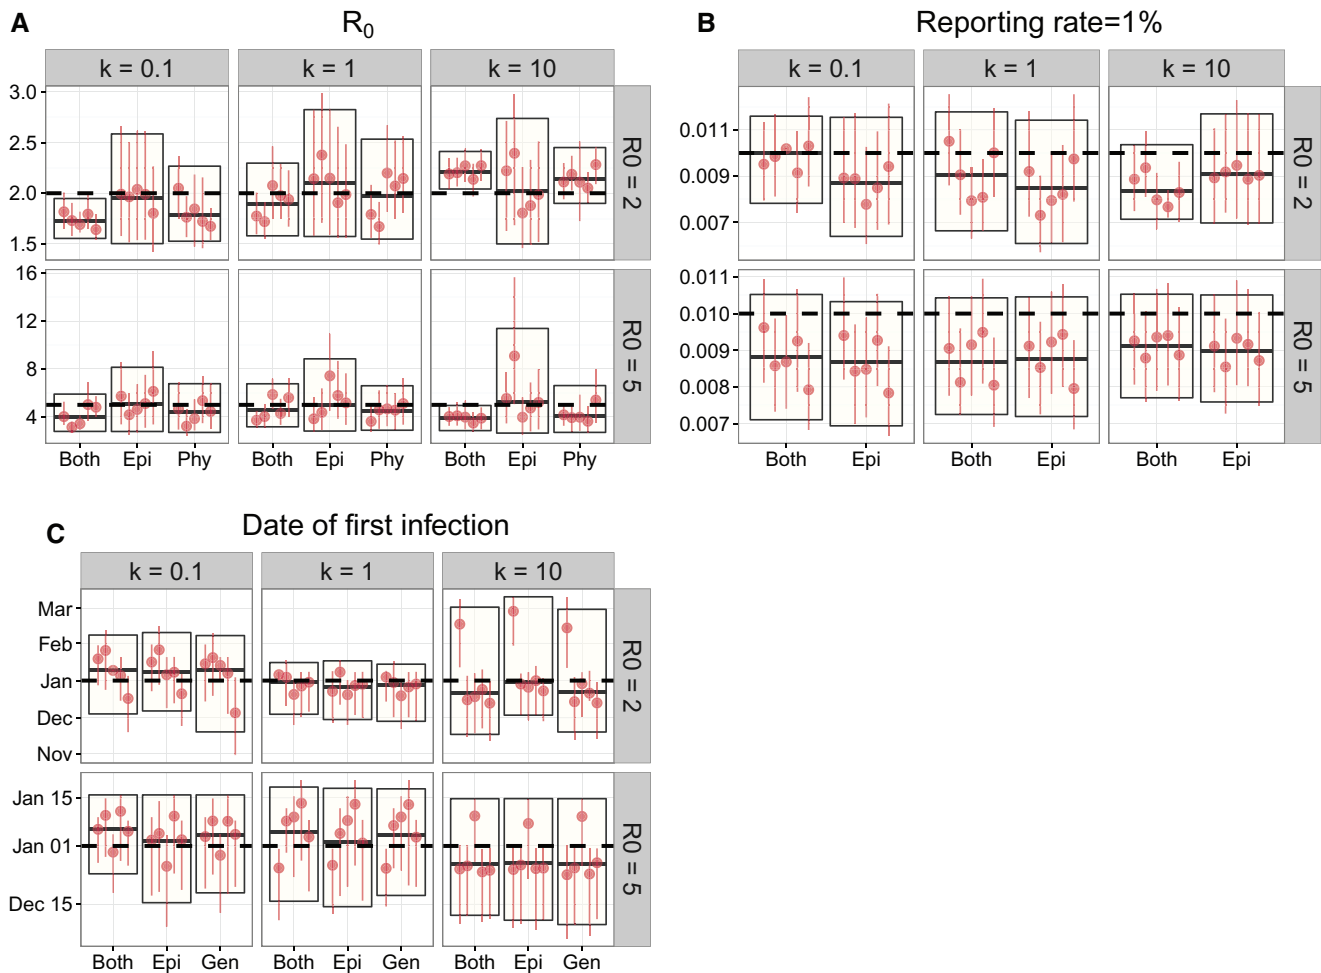 A
R0
k = 0.1
k = 1
k = 10
3.0
2.5
2.0
1.5
R0 = 2
16
12
8
4
R0 = 5
Both Epi Phy
Both Epi Phy
Both Epi Phy
B
Reporting rate=1%
k = 0.1
k = 1
k = 10
0.011
0.009
0.007
R0 = 2
0.011
0.010
0.009
0.008
0.007
R0 = 5
Both Epi
Both Epi
Both Epi
C
Date of first infection
k = 0.1
k = 1
k = 10
Mar
Feb
Jan
Dec
Nov
R0 = 2
Jan 15
Jan 01
Dec 15
R0 = 5
Both Epi Gen
Both Epi Gen
Both Epi Gen